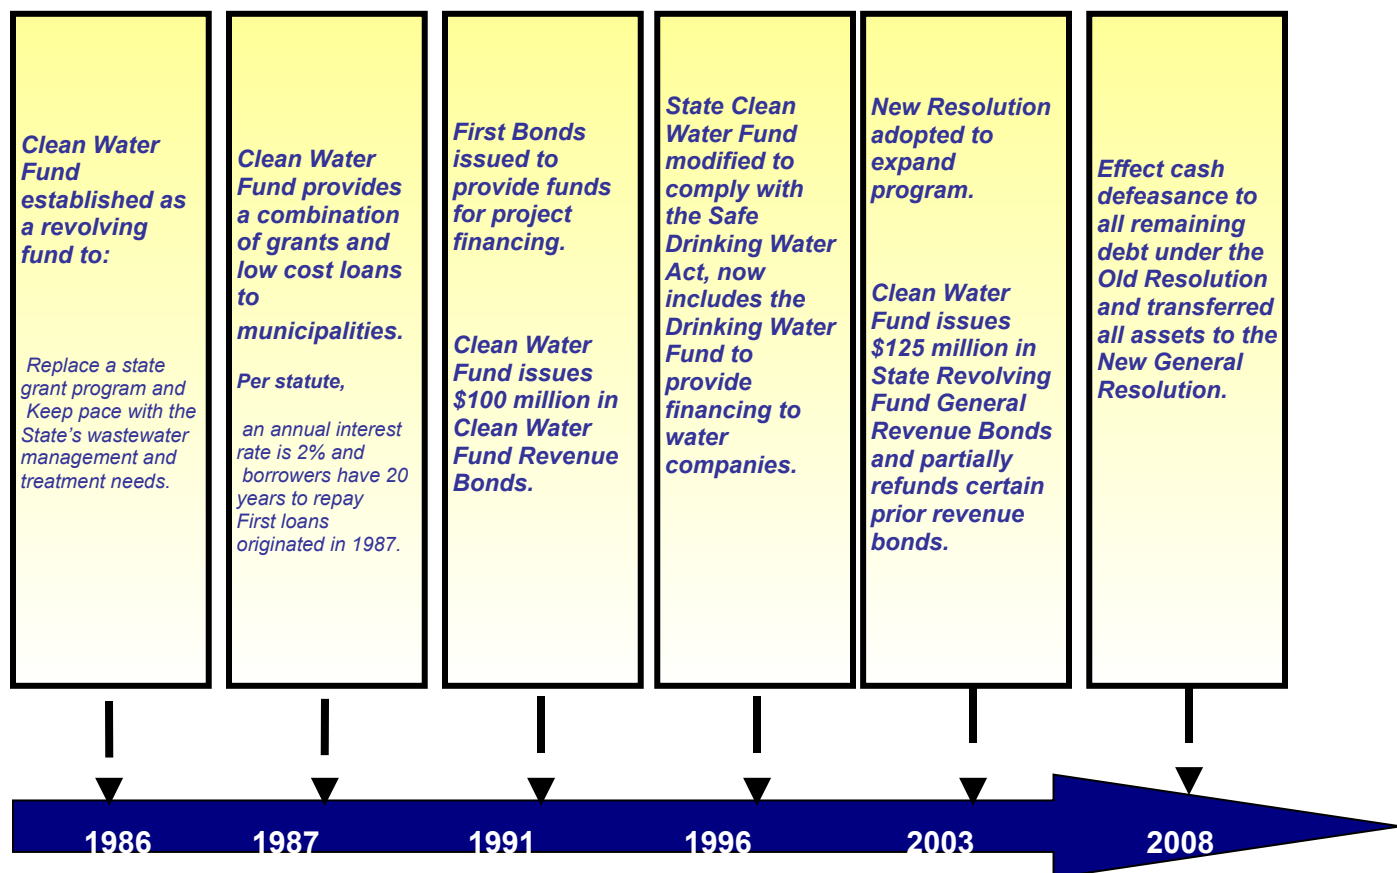 Clean Water
Fund
established as
a revolving
fund to:
Replace a state
grant program and
Keep pace with the
State's wastewater
management and
treatment needs.
Clean Water
Fund provides
a combination
of grants and
low cost loans
to
municipalities.
Per statute,
an annual interest
rate is 2% and
borrowers have 20
years to repay
First loans
originated in 1987.
First Bonds
issued to
provide funds
for project
financing.
Clean Water
Fund issues
$100 million in
Clean Water
Fund Revenue
Bonds.
State Clean
Water Fund
modified to
comply with
the Safe
Drinking Water
Act, now
includes the
Drinking Water
Fund to
provide
financing to
water
companies.
New Resolution
adopted to
expand
program.
Clean Water
Fund issues
$125 million in
State Revolving
Fund General
Revenue Bonds
and partially
refunds certain
prior revenue
bonds.
Effect cash
defeasance to
all remaining
debt under the
Old Resolution
and transferred
all assets to the
New General
Resolution.
1986 1987 1991 1996 2003 2008